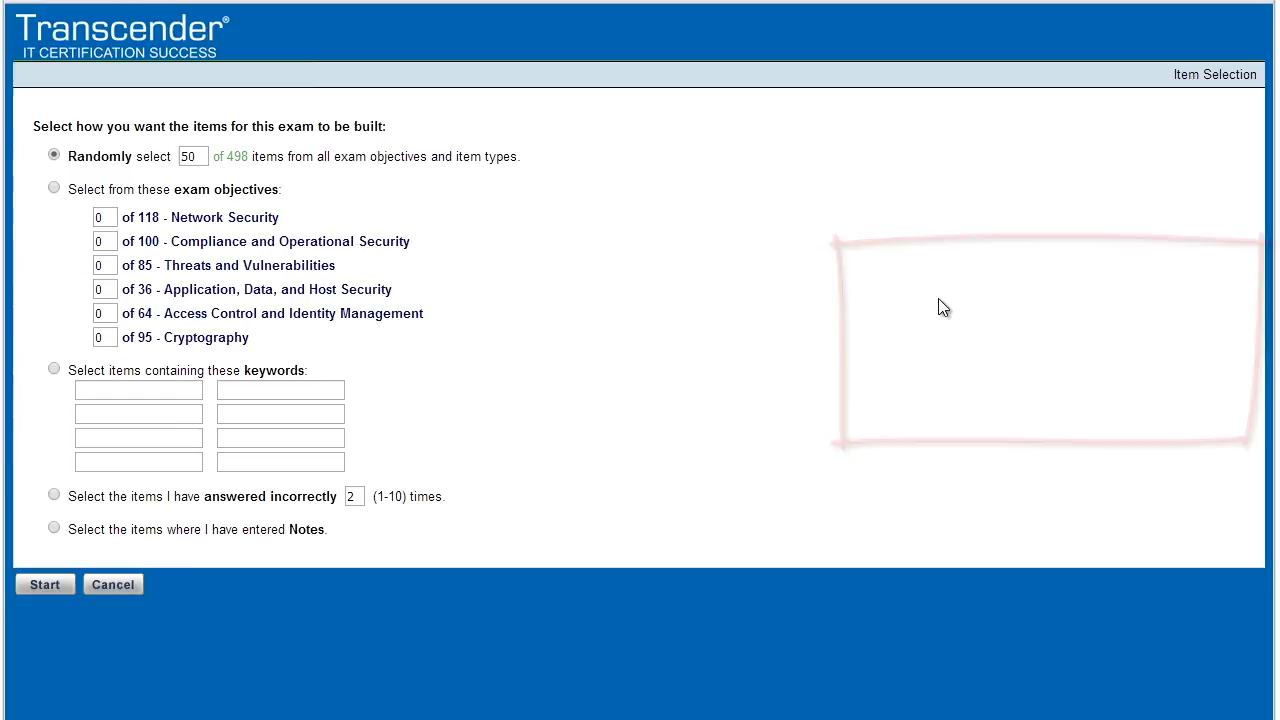 Transcender®
IT CERTIFICATION SUCCESS
Item Selection
Select how you want the items for this exam to be built:
Randomly select 50 of 498 items from all exam objectives and item types.
Select from these exam objectives:
0 of 118 - Network Security
0 of 100 - Compliance and Operational Security
0 of 85 - Threats and Vulnerabilities
0 of 36 - Application, Data, and Host Security
0 of 64 - Access Control and Identity Management
0 of 95 - Cryptography
Select items containing these keywords:
Select the items I have answered incorrectly 2 (1-10) times.
Select the items where I have entered Notes.
Start Cancel